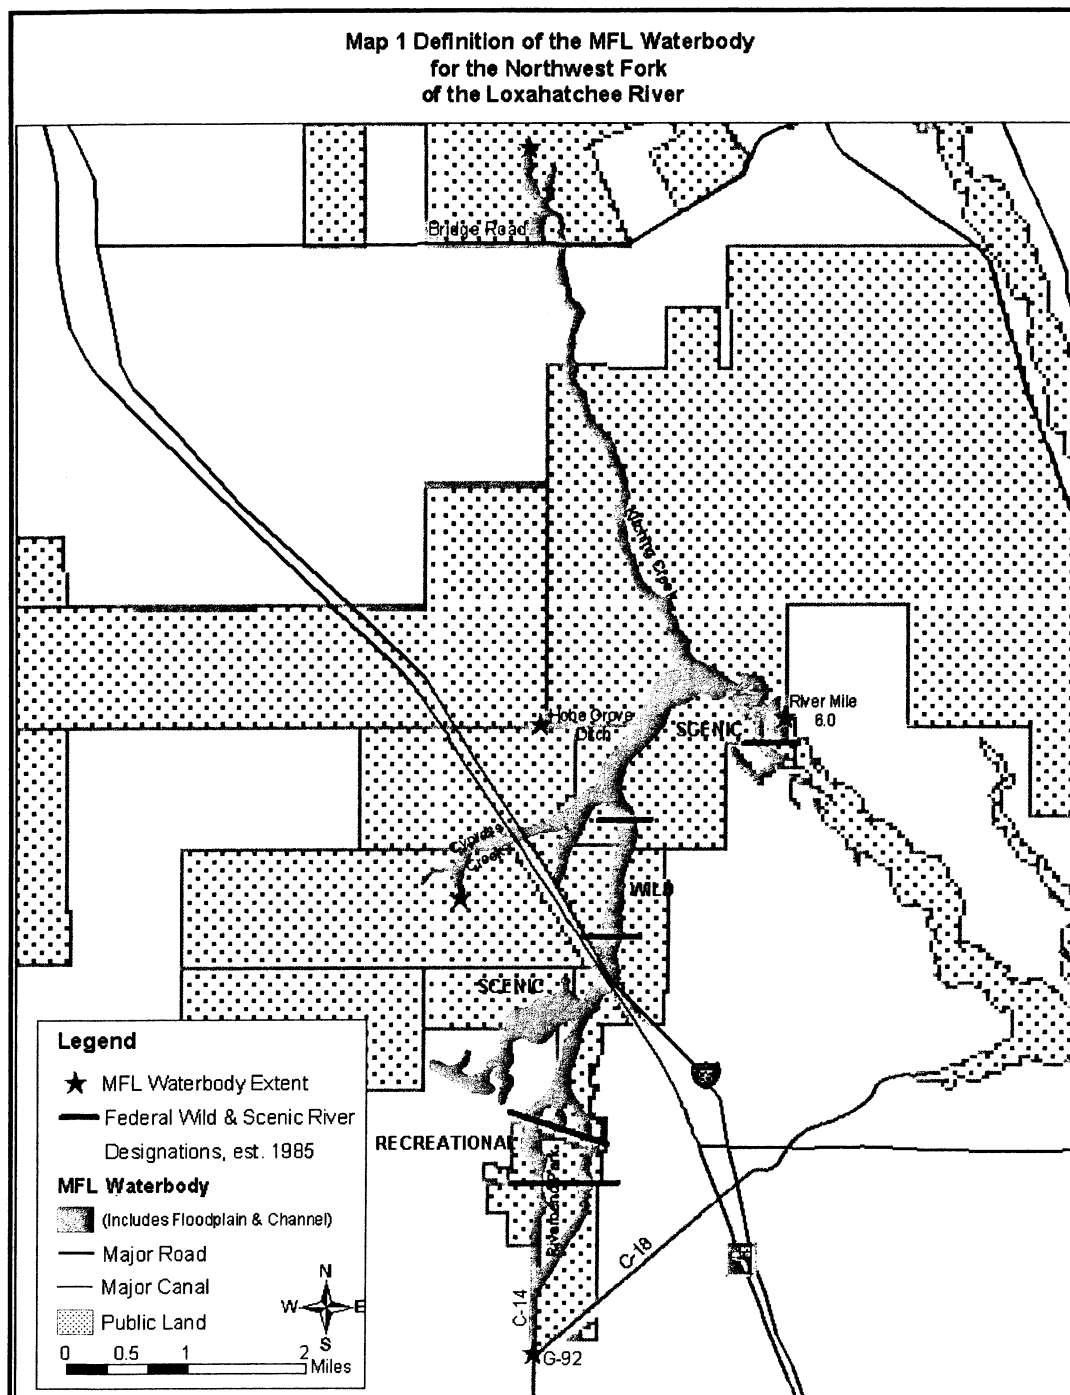 Map 1 Definition of the MFL Waterbody
for the Northwest Fork
of the Loxahatchee River
Bridge Road
Kitching Creek
River Mile
6.0
Hobe Grove
Ditch
SCENIC
Cypress
Creek
WILD
SCENIC
RECREATIONAL
Riverbend Park
C-18
C-14
G-92
Legend
MFL Waterbody Extent
Federal Wild & Scenic River
Designations, est. 1985
MFL Waterbody
(Includes Floodplain & Channel)
Major Road
Major Canal
Public Land
N
W E
S
0 0.5 1 2
Miles